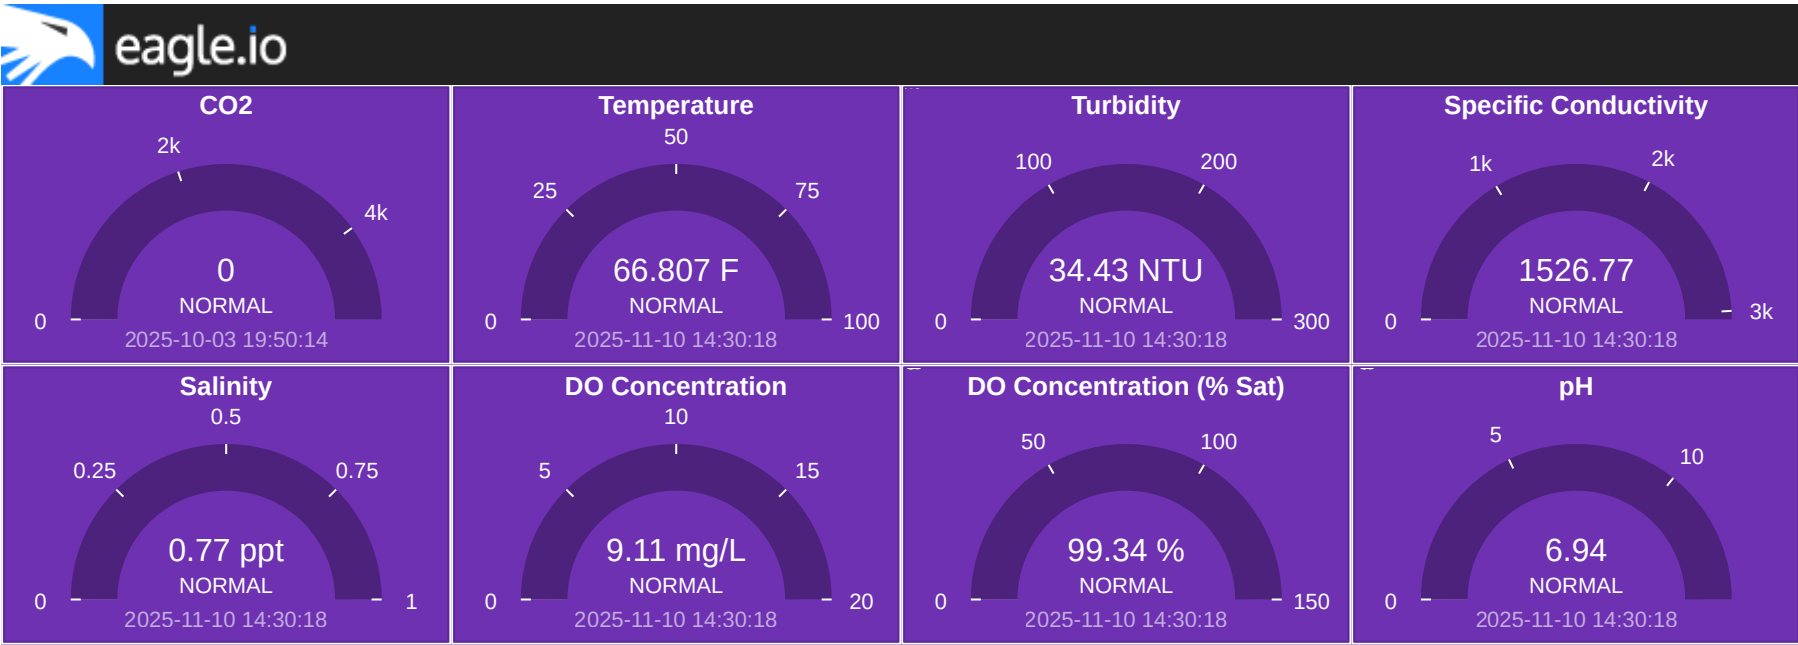 eagle.io
CO2
2k
4k
0
NORMAL
0
2025-10-03 19:50:14
Temperature
50
25
75
66.807 F
NORMAL
0
100
2025-11-10 14:30:18
Turbidity
100
200
34.43 NTU
NORMAL
0
300
2025-11-10 14:30:18
Specific Conductivity
1k
2k
1526.77
NORMAL
3k
0
2025-11-10 14:30:18
Salinity
0.5
0.25
0.75
0.77 ppt
NORMAL
0
1
2025-11-10 14:30:18
DO Concentration
10
5
15
9.11 mg/L
NORMAL
0
20
2025-11-10 14:30:18
DO Concentration (% Sat)
50
100
99.34 %
NORMAL
0
150
2025-11-10 14:30:18
pH
5
10
6.94
NORMAL
0
2025-11-10 14:30:18